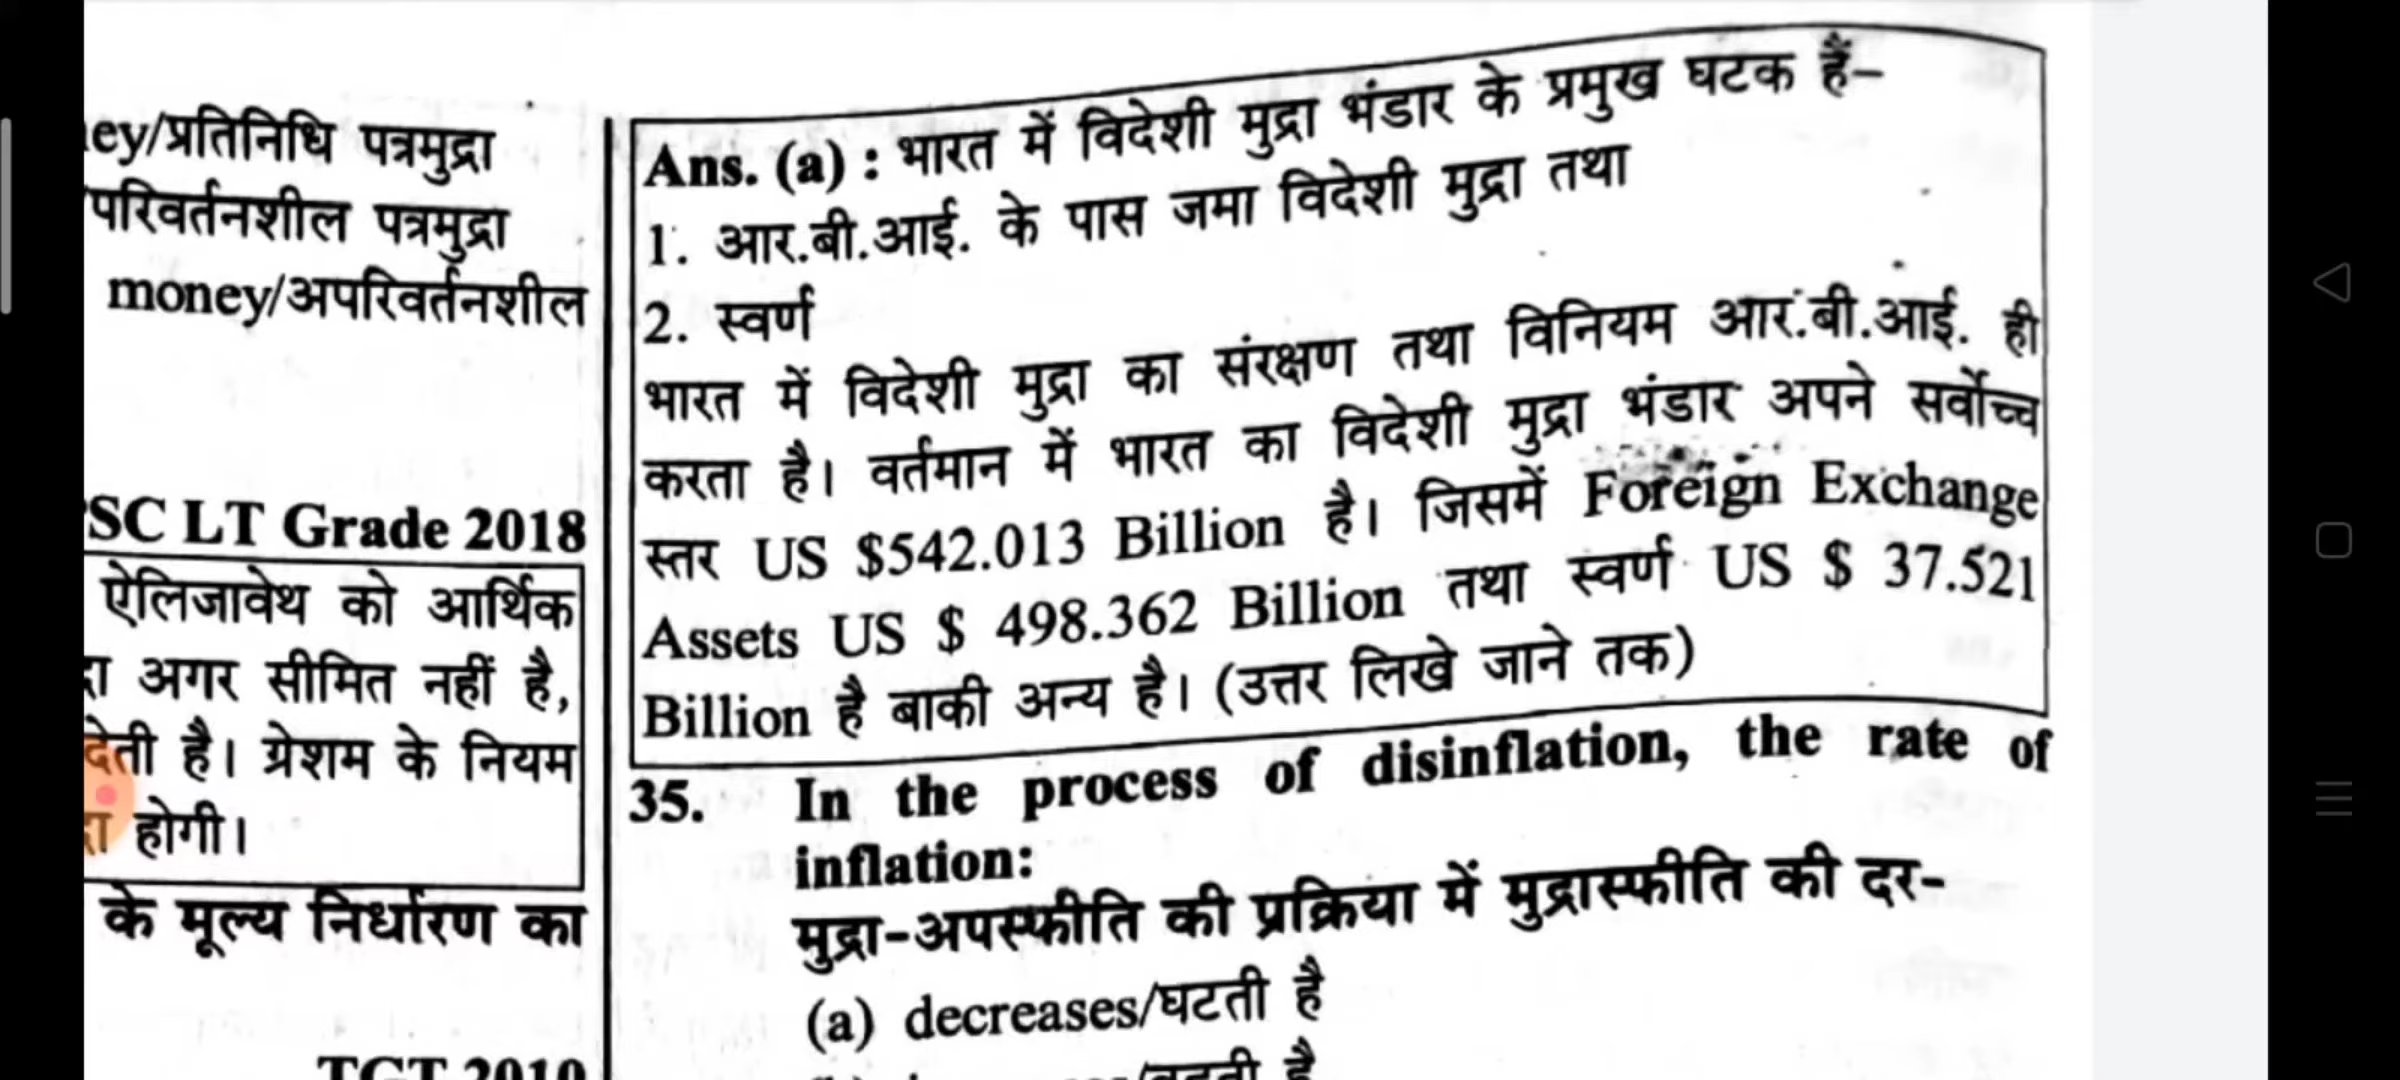 ey/प्रतिनिधि पत्रमुद्रा
परिवर्तनशील पत्रमुद्रा
money/अपरिवर्तनशील
SC LT Grade 2018
ऐलिजावेथ को आर्थिक
अगर सीमित नहीं है,
देती है। ग्रेशम के नियम
होगी।
के मूल्य निर्धारण का
TGT 2010
Ans. (a) : भारत में विदेशी मुद्रा भंडार के प्रमुख घटक हैं–
1. आर.बी.आई. के पास जमा विदेशी मुद्रा तथा
2. स्वर्ण
भारत में विदेशी मुद्रा का संरक्षण तथा विनियम आर.बी.आई. ही
करता है। वर्तमान में भारत का विदेशी मुद्रा भंडार अपने सर्वोच्च
स्तर US $542.013 Billion है। जिसमें Foreign Exchange
Assets US $ 498.362 Billion तथा स्वर्ण US $ 37.521
Billion है बाकी अन्य है। (उत्तर लिखे जाने तक)
35. In the process of disinflation, the rate of
inflation:
मुद्रा-अपस्फीति की प्रक्रिया में मुद्रास्फीति की दर-
(a) decreases/घटती है